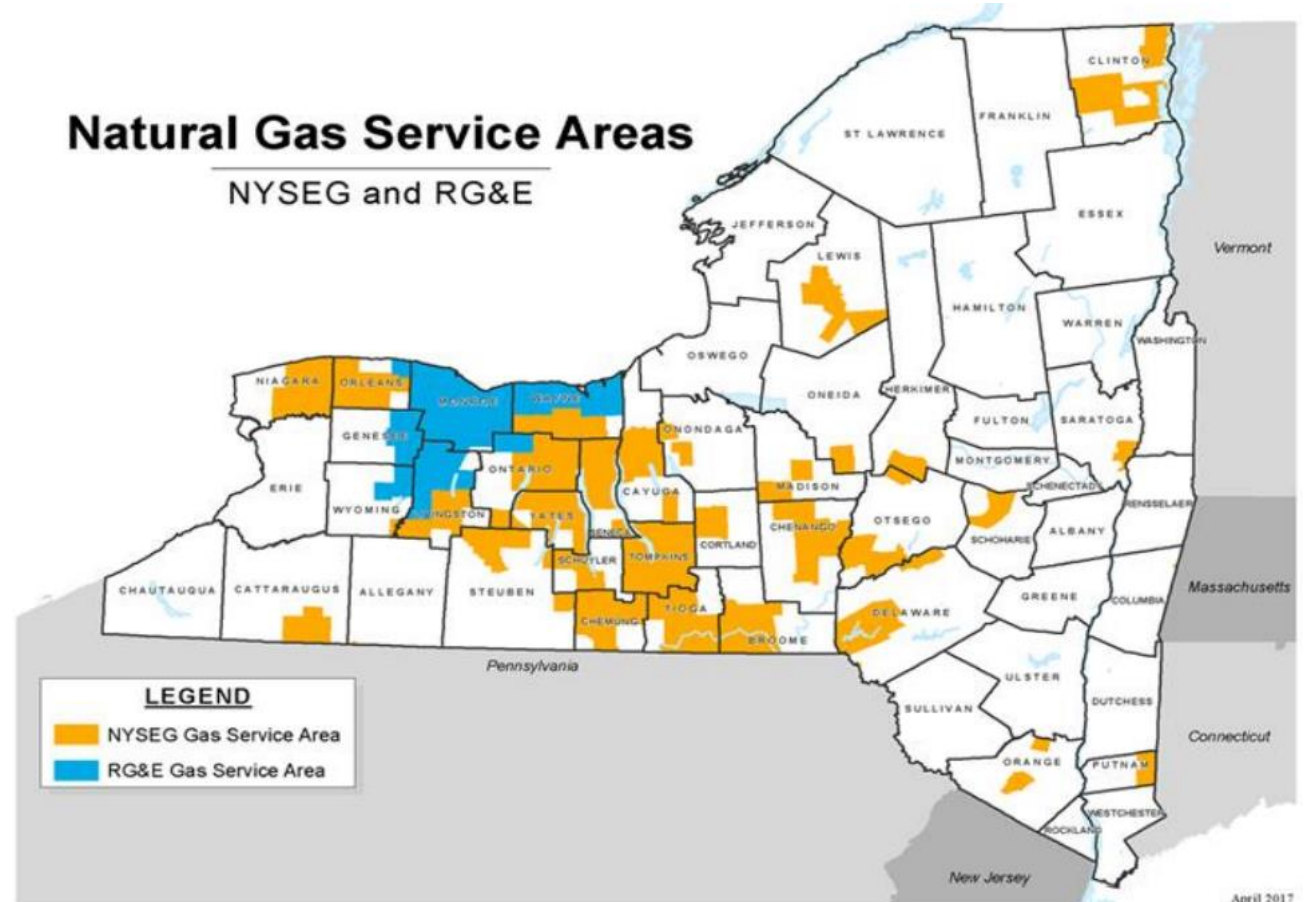 Natural Gas Service Areas
NYSEG and RG&E
CLINTON
FRANKLIN
ST LAWRENCE
ESSEX
JEFFERSON
Vermont
LEWIS
HAMILTON
WARREN
WASHINGTON
OSWEGO
NIAGARA
ORLEANS
MONROE
WAYNE
ONEIDA
HERKIMER
FULTON
SARATOGA
GENESEE
ONONDAGA
MONTGOMERY
ONTARIO
SCHENECTADY
ERIE
CAYUGA
MADISON
RENSSELAER
WYOMING
LIVINGSTON
YATES
SENECA
CHENANGO
OTSEGO
ALBANY
SCHOHARIE
CORTLAND
TOMPKINS
SCHUYLER
Massachusetts
CHAUTAUQUA
CATTARAUGUS
ALLEGANY
STEUBEN
GREENE
COLUMBIA
TIOGA
DELAWARE
CHEMUNG
BROOME
Pennsylvania
ULSTER
LEGEND
DUTCHESS
SULLIVAN
NYSEG Gas Service Area
Connecticut
RG&E Gas Service Area
ORANGE
PUTNAM
WESTCHESTER
ROCKLAND
New Jersey
April 2017